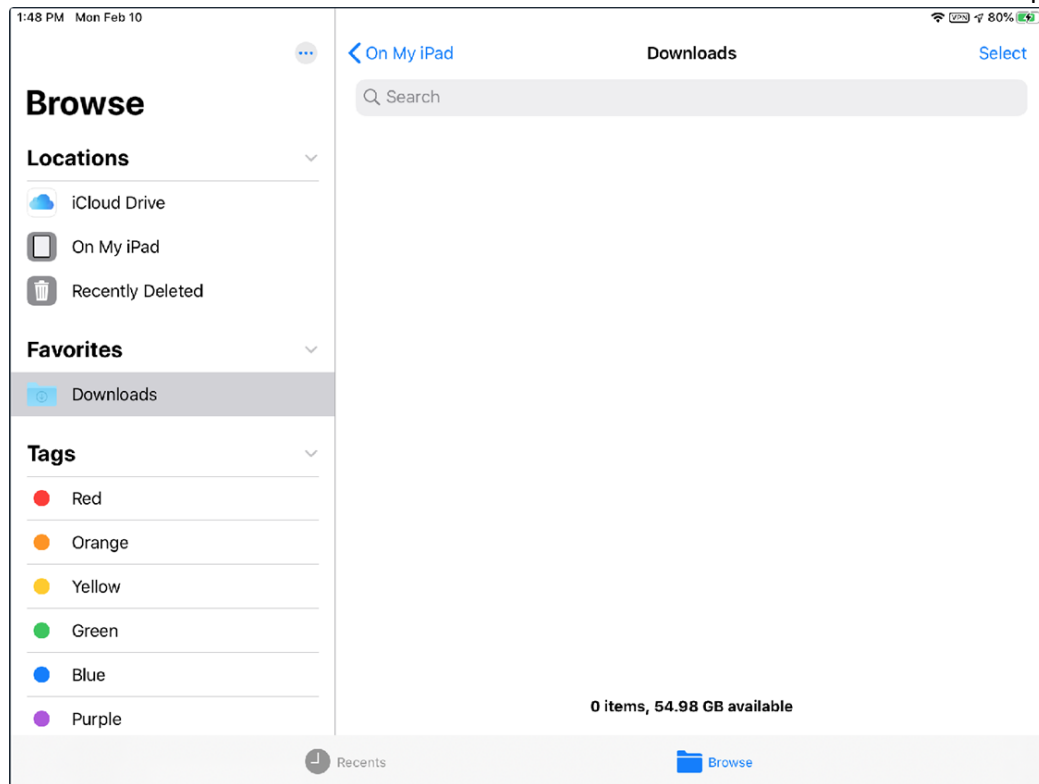 1:48 PM Mon Feb 10
VPN 80%
Browse
Locations
iCloud Drive
On My iPad
Recently Deleted
Favorites
Downloads
Tags
Red
Orange
Yellow
Green
Blue
Purple
On My iPad Downloads Select
Search
0 items, 54.98 GB available
Recents Browse